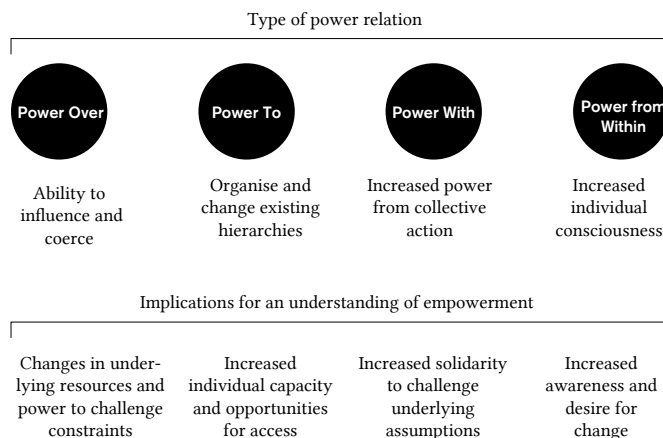 Type of power relation
Power Over
Power To
Power With
Power from
Within
Ability to
influence and
coerce
Organise and
change existing
hierarchies
Increased power
from collective
action
Increased
individual
consciousness
Implications for an understanding of empowerment
Changes in under-
lying resources and
power to challenge
constraints
Increased
individual capacity
and opportunities
for access
Increased solidarity
to challenge
underlying
assumptions
Increased
awareness and
desire for
change